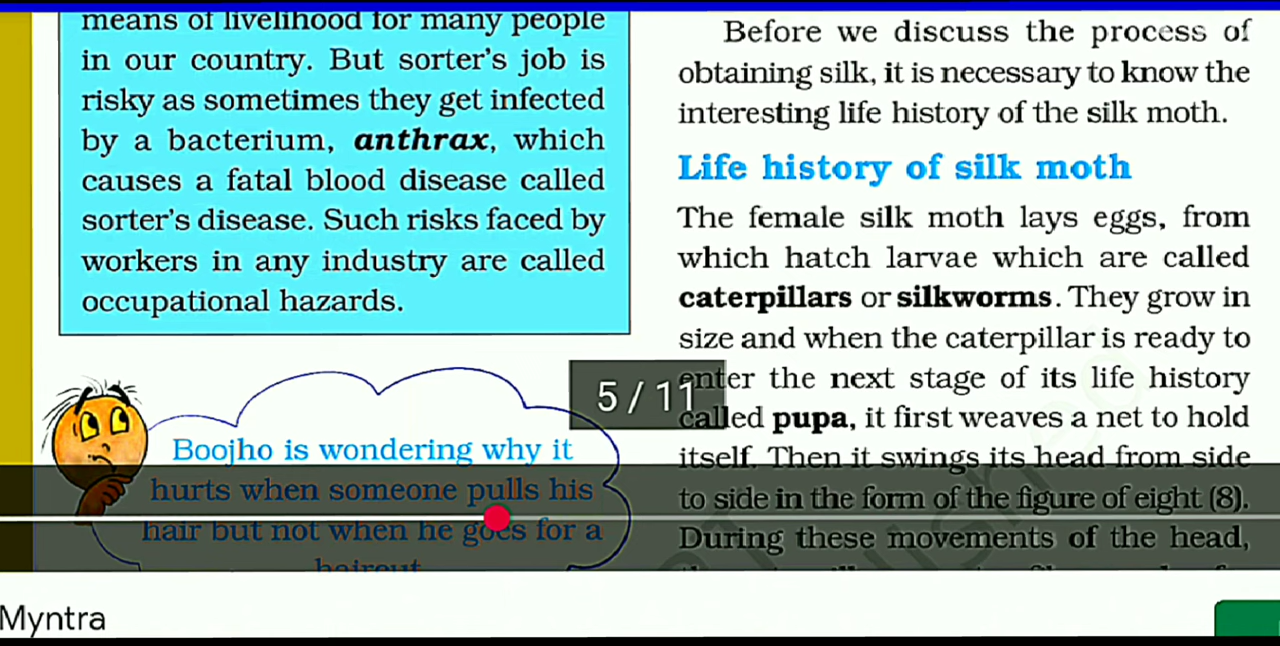 means of livelihood for many people
in our country. But sorter's job is
risky as sometimes they get infected
by a bacterium, anthrax, which
causes a fatal blood disease called
sorter's disease. Such risks faced by
workers in any industry are called
occupational hazards.
Boojho is wondering why it
hurts when someone pulls his
hair but not when he goes for a
haircut
Before we discuss the process of
obtaining silk, it is necessary to know the
interesting life history of the silk moth.
Life history of silk moth
The female silk moth lays eggs, from
which hatch larvae which are called
caterpillars or silkworms. They grow in
size and when the caterpillar is ready to
enter the next stage of its life history
called pupa, it first weaves a net to hold
itself. Then it swings its head from side
to side in the form of the figure of eight (8).
During these movements of the head,
5 / 11
Myntra